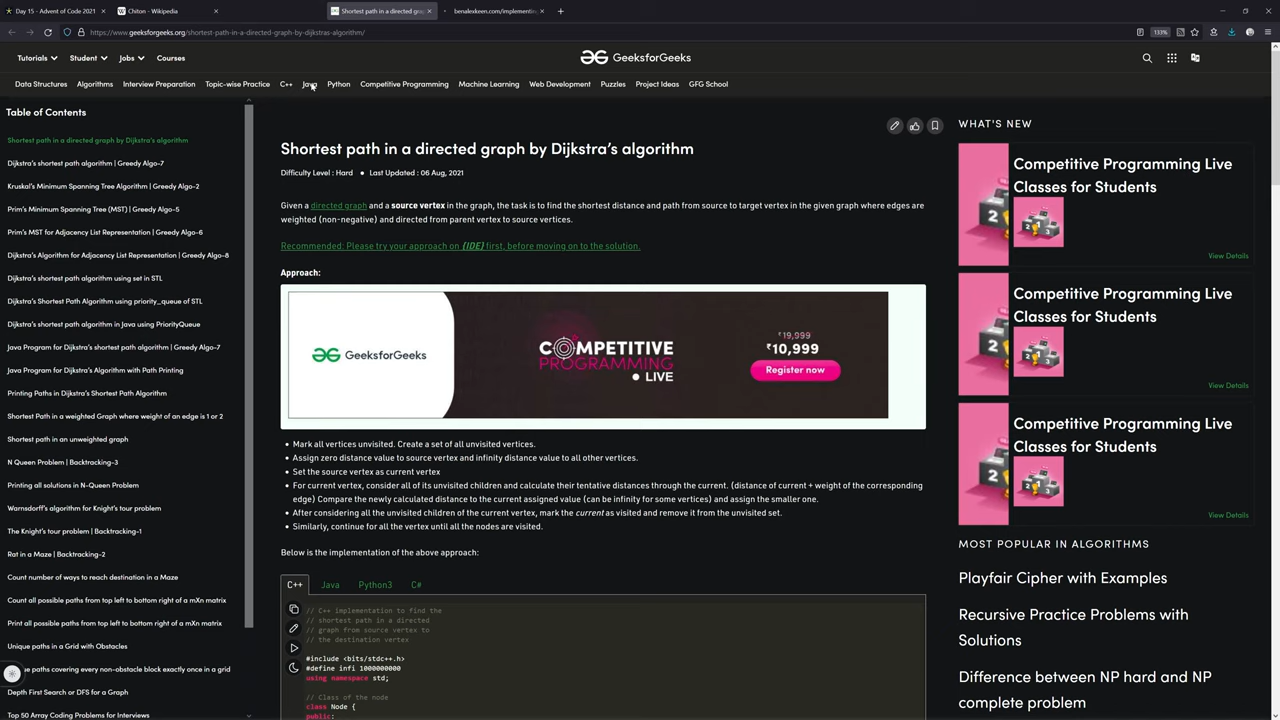 Day 15 - Advent of Code 2021
Chiton - Wikipedia
Shortest path in a directed gra
benalexkeen.com/implementing
https://www.geeksforgeeks.org/shortest-path-in-a-directed-graph-by-dijkstras-algorithm/
133%
Tutorials
Student
Jobs
Courses
GeeksforGeeks
Data Structures
Algorithms
Interview Preparation
Topic-wise Practice
C++
Java
Python
Competitive Programming
Machine Learning
Web Development
Puzzles
Project Ideas
GFG School
Table of Contents
Shortest path in a directed graph by Dijkstra's algorithm
Dijkstra's shortest path algorithm | Greedy Algo-7
Kruskal's Minimum Spanning Tree Algorithm | Greedy Algo-2
Prim's Minimum Spanning Tree (MST) | Greedy Algo-5
Prim's MST for Adjacency List Representation | Greedy Algo-6
Dijkstra's Algorithm for Adjacency List Representation | Greedy Algo-8
Dijkstra's shortest path algorithm using set in STL
Dijkstra's Shortest Path Algorithm using priority_queue of STL
Dijkstra's shortest path algorithm in Java using PriorityQueue
Java Program for Dijkstra's shortest path algorithm | Greedy Algo-7
Java Program for Dijkstra's Algorithm with Path Printing
Printing Paths in Dijkstra's Shortest Path Algorithm
Shortest Path in a weighted Graph where weight of an edge is 1 or 2
Shortest path in an unweighted graph
N Queen Problem | Backtracking-3
Printing all solutions in N-Queen Problem
Warnsdorff's algorithm for Knight's tour problem
The Knight's tour problem | Backtracking-1
Rat in a Maze | Backtracking-2
Count number of ways to reach destination in a Maze
Count all possible paths from top left to bottom right of a mXn matrix
Print all possible paths from top left to bottom right of a mXn matrix
Unique paths in a Grid with Obstacles
que paths covering every non-obstacle block exactly once in a grid
Depth First Search or DFS for a Graph
Top 50 Array Coding Problems for Interviews
Shortest path in a directed graph by Dijkstra's algorithm
Difficulty Level : Hard ● Last Updated : 06 Aug, 2021
Given a directed graph and a source vertex in the graph, the task is to find the shortest distance and path from source to target vertex in the given graph where edges are
weighted (non-negative) and directed from parent vertex to source vertices.
Recommended: Please try your approach on {IDE} first, before moving on to the solution.
Approach:
GeeksforGeeks
COMPETITIVE
PROGRAMMING
● LIVE
₹19,999
₹10,999
Register now
• Mark all vertices unvisited. Create a set of all unvisited vertices.
• Assign zero distance value to source vertex and infinity distance value to all other vertices.
• Set the source vertex as current vertex
• For current vertex, consider all of its unvisited children and calculate their tentative distances through the current. (distance of current + weight of the corresponding
edge) Compare the newly calculated distance to the current assigned value (can be infinity for some vertices) and assign the smaller one.
• After considering all the unvisited children of the current vertex, mark the current as visited and remove it from the unvisited set.
• Similarly, continue for all the vertex until all the nodes are visited.
Below is the implementation of the above approach:
C++
Java
Python3
C#
// C++ implementation to find the
// shortest path in a directed
// graph from source vertex to
// the destination vertex
#include <bits/stdc++.h>
#define infi 1000000000
using namespace std;
// Class of the node
class Node {
public:
WHAT'S NEW
Competitive Programming Live
Classes for Students
View Details
Competitive Programming Live
Classes for Students
View Details
Competitive Programming Live
Classes for Students
View Details
MOST POPULAR IN ALGORITHMS
Playfair Cipher with Examples
Recursive Practice Problems with
Solutions
Difference between NP hard and NP
complete problem